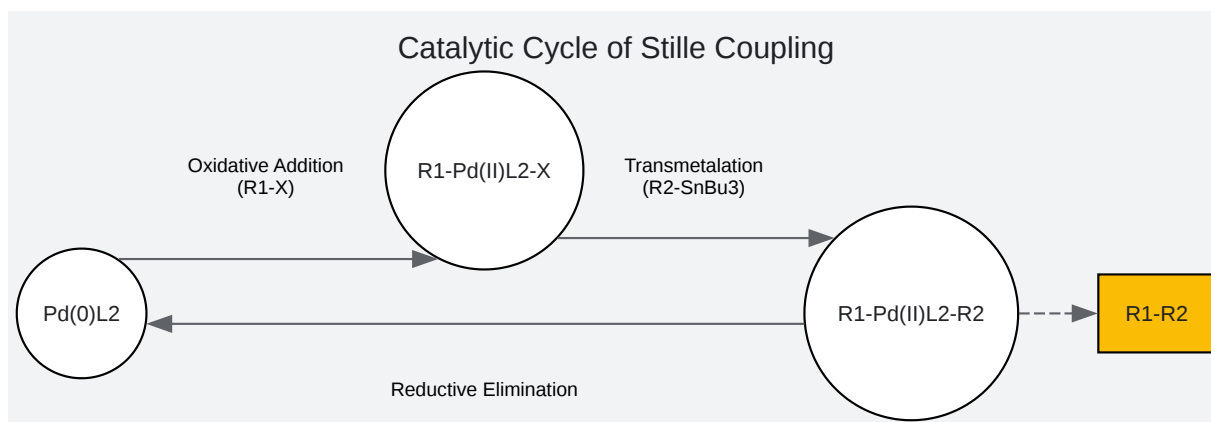 Catalytic Cycle of Stille Coupling
Oxidative Addition
(R1-X)
R1-Pd(II)L2-X
Transmetalation
(R2-SnBu3)
Pd(0)L2
R1-Pd(II)L2-R2
R1-R2
Reductive Elimination